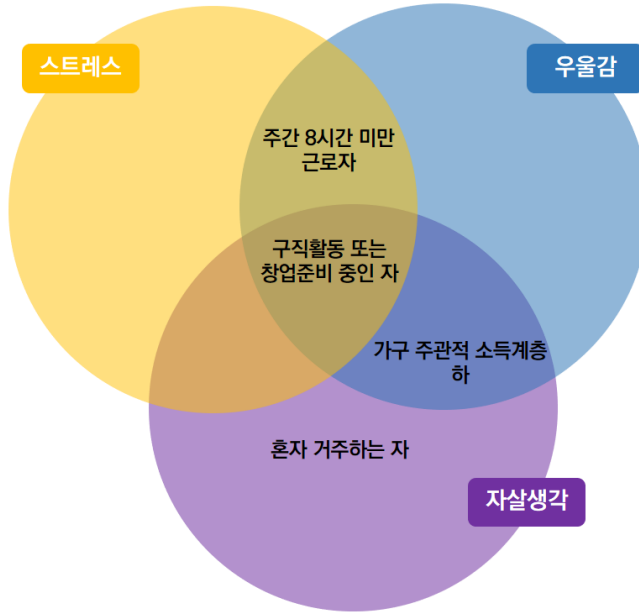 스트레스
우울감
주간 8시간 미만
근로자
구직활동 또는
창업준비 중인 자
가구 주관적 소득계층
하
혼자 거주하는 자
자살생각